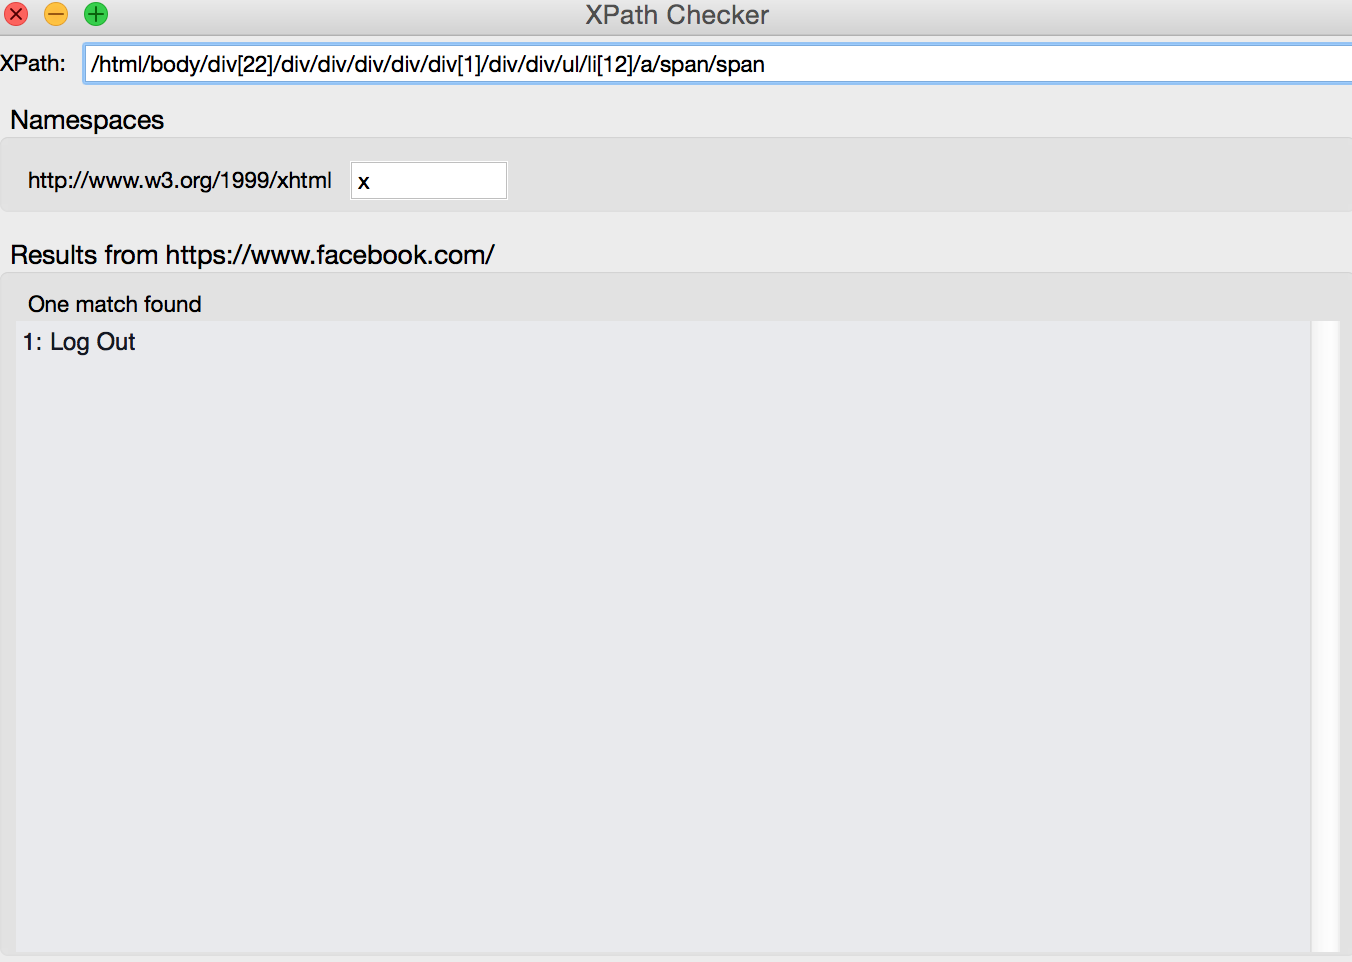 XPath Checker
XPath: /html/body/div[22]/div/div/div/div/div[1]/div/div/ul/li[12]/a/span/span
Namespaces
http://www.w3.org/1999/xhtml x
Results from https://www.facebook.com/
One match found
1: Log Out